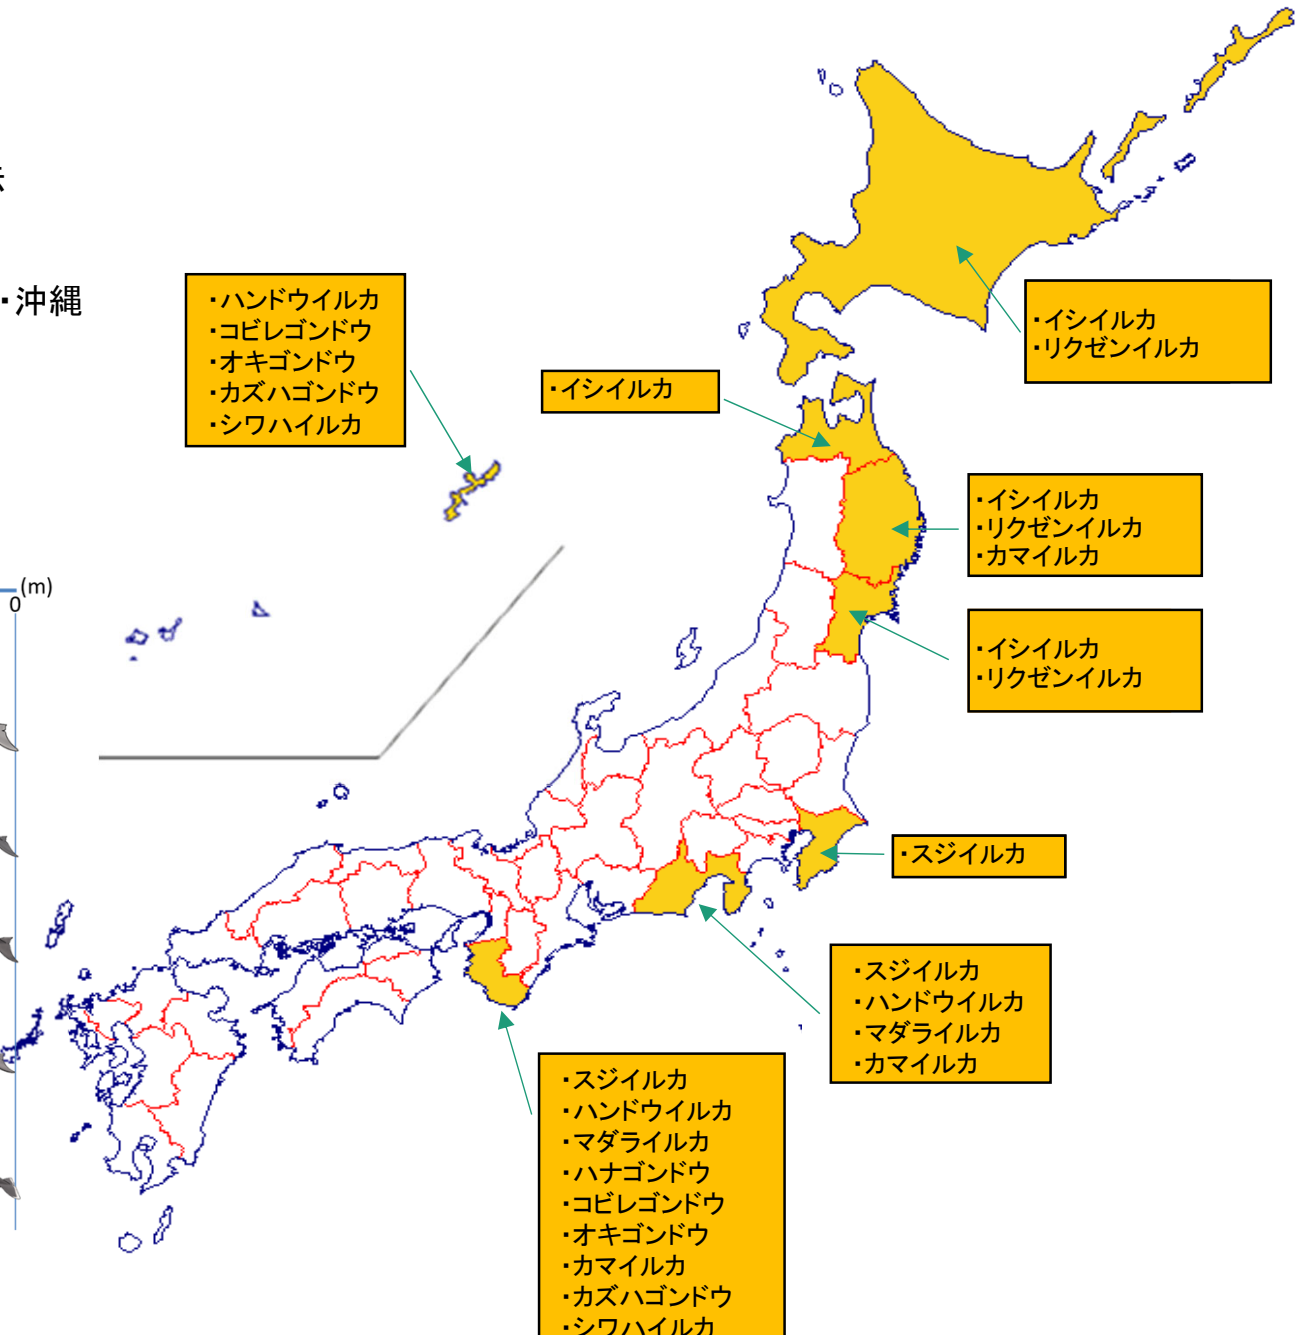 ・沖縄
・ハンドウイルカ
・コビレゴンドウ
・オキゴンドウ
・カズハゴンドウ
・シワハイルカ
・イシイルカ
・リクゼンイルカ
・イシイルカ
・イシイルカ
・リクゼンイルカ
・カマイルカ
・イシイルカ
・リクゼンイルカ
0
(m)
・スジイルカ
・スジイルカ
・ハンドウイルカ
・マダライルカ
・カマイルカ
・スジイルカ
・ハンドウイルカ
・マダライルカ
・ハナゴンドウ
・コビレゴンドウ
・オキゴンドウ
・カマイルカ
・カズハゴンドウ
・シワハイルカ